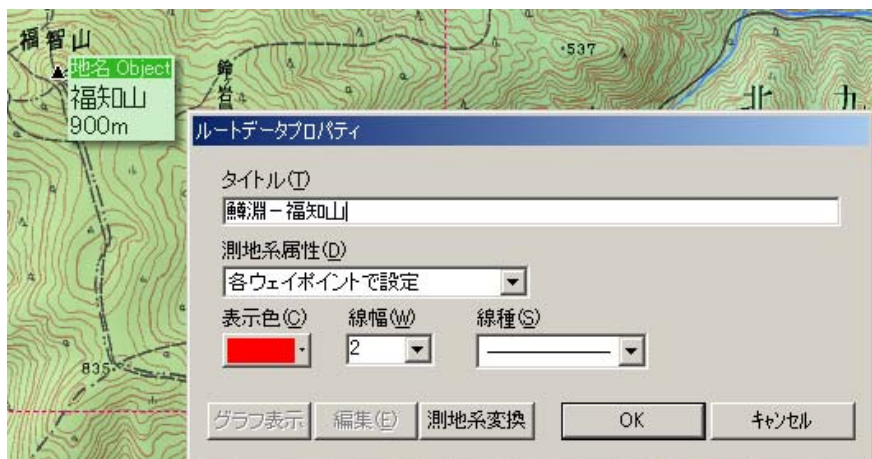 福智山
地名 Object
福知山
900m
鈴ヶ岩
・537
北 九
ルートデータプロパティ
タイトル(T)
鱒淵－福知山
測地系属性(D)
各ウェイポイントで設定
表示色(C) 線幅(W) 線種(S)
2
835
グラフ表示 編集(E) 測地系変換 OK キャンセル